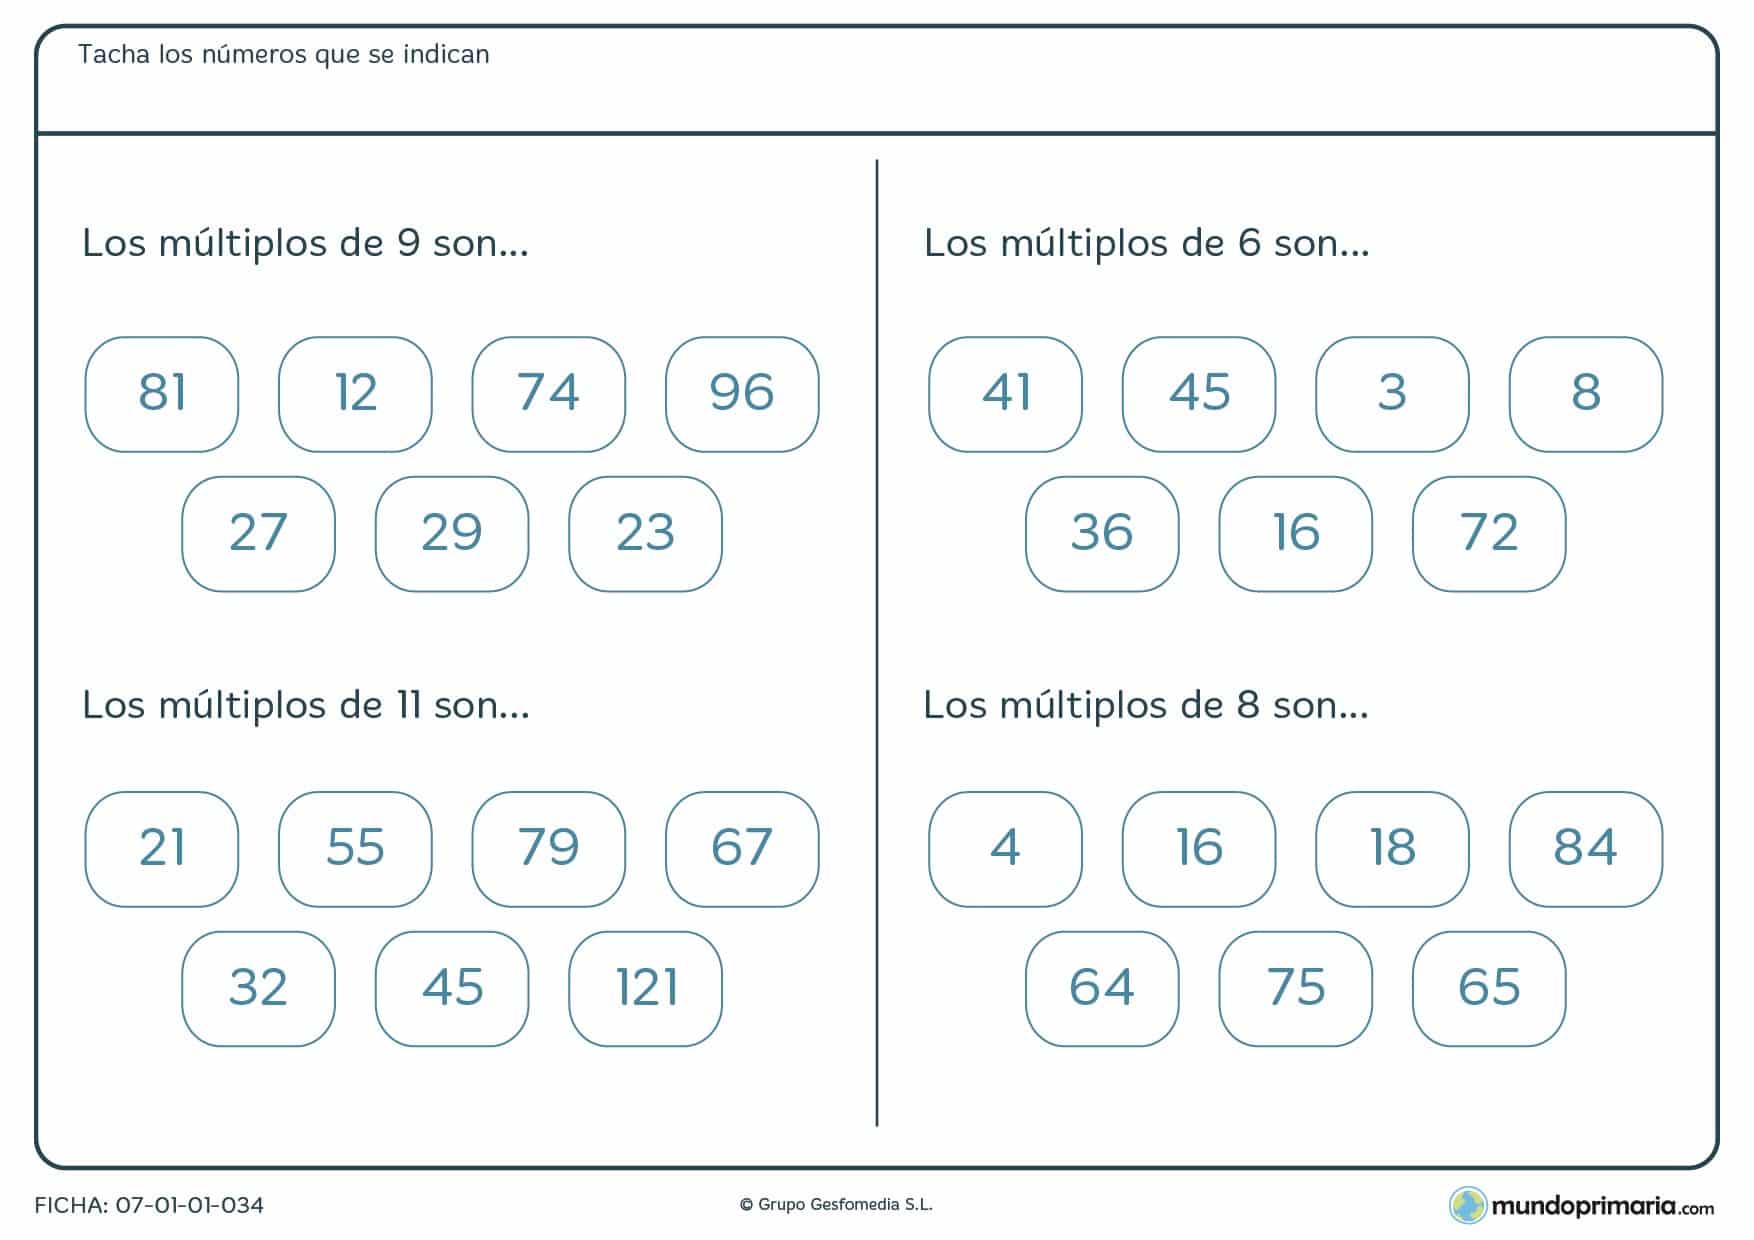 Tacha los números que se indican
Los múltiplos de 9 son...
81 12 74 96
27 29 23
Los múltiplos de 6 son...
41 45 3 8
36 16 72
Los múltiplos de 11 son...
21 55 79 67
32 45 121
Los múltiplos de 8 son...
4 16 18 84
64 75 65
FICHA: 07-01-01-034
© Grupo Gesfomedia S.L.
mundoprimaria.com